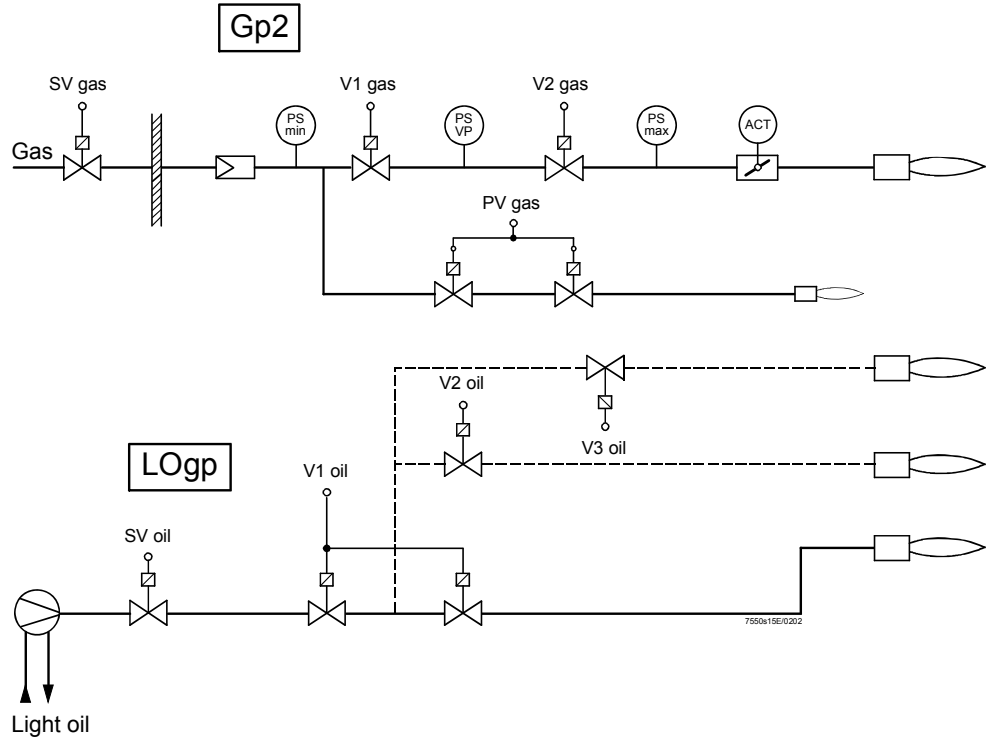 Gp2
SV gas
V1 gas
V2 gas
PS
min
PS
VP
PS
max
ACT
Gas
PV gas
V2 oil
V3 oil
LOgp
V1 oil
SV oil
7550s15E/0202
Light oil